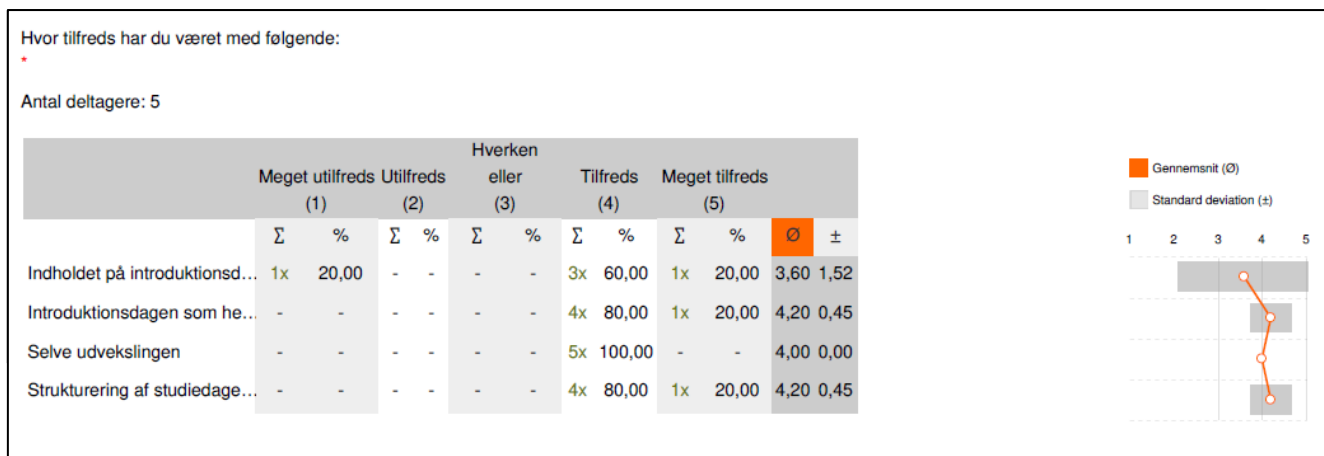 Hvor tilfreds har du været med følgende:
*
Antal deltagere: 5
Hverken
Meget utilfreds Utilfreds eller Tilfreds Meget tilfreds
(1) (2) (3) (4) (5)
Σ % Σ % Σ % Σ % Σ % Ø ±
Indholdet på introduktionsd... 1x 20,00 - - - - 3x 60,00 1x 20,00 3,60 1,52
Introduktionsdagen som he... - - - - - - 4x 80,00 1x 20,00 4,20 0,45
Selve udvekslingen - - - - - - 5x 100,00 - - 4,00 0,00
Strukturering af studiedage... - - - - - - 4x 80,00 1x 20,00 4,20 0,45
Gennemsnit (Ø)
Standard deviation (±)
1 2 3 4 5